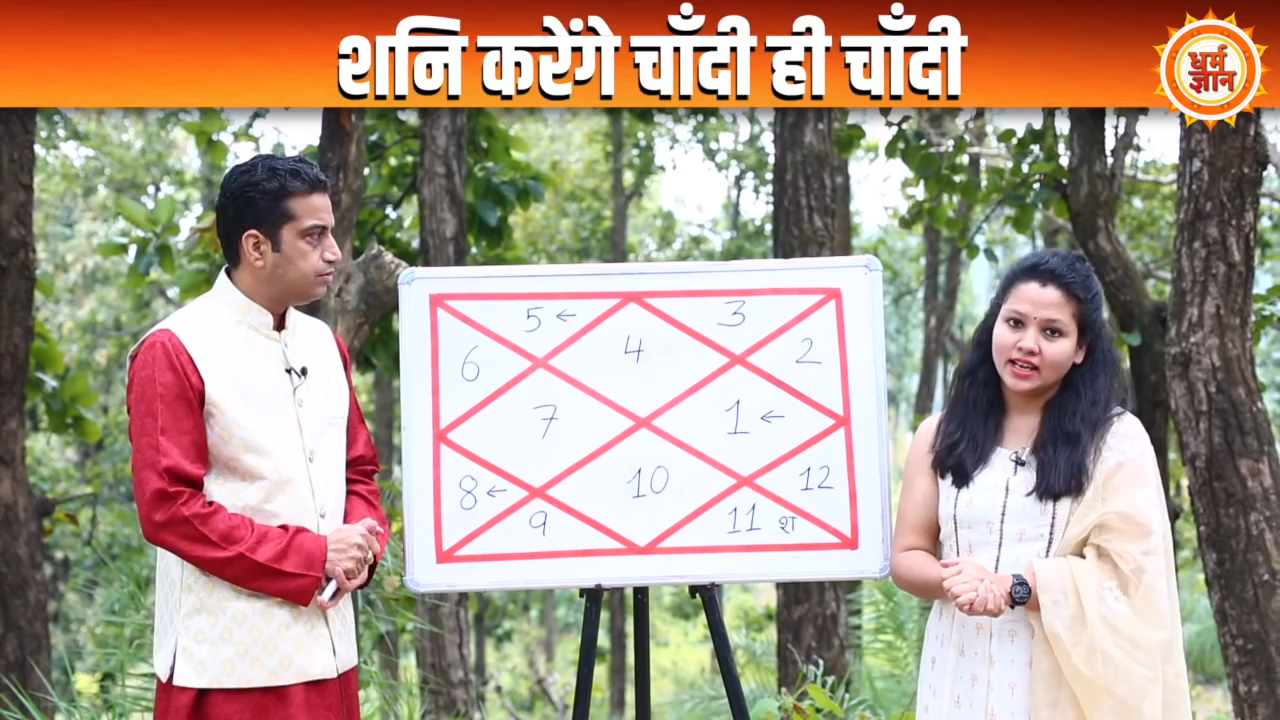 शनि करेंगे चाँदी ही चाँदी
धर्म
ज्ञान
5 ←
3
6
4
2
7
1 ←
8 ←
10
12
9
11 श